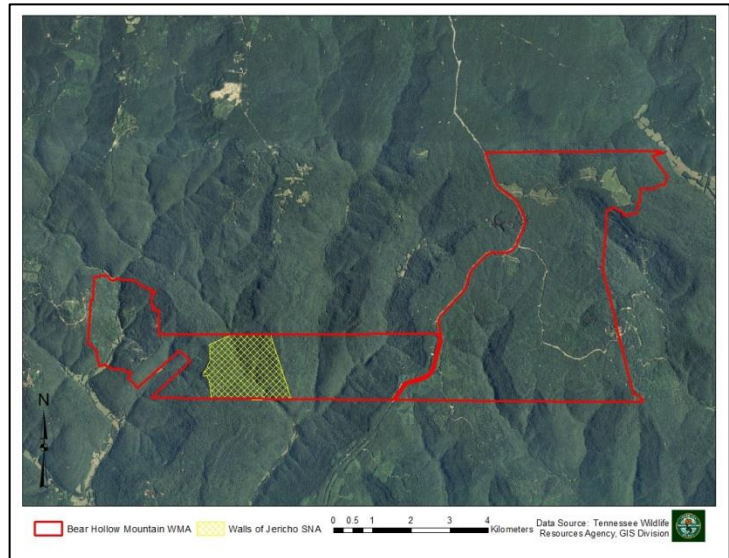 N
Bear Hollow Mountain WMA
Walls of Jericho SNA
0 0.5 1 2 3 4
Kilometers
Data Source: Tennessee Wildlife
Resources Agency, GIS Division